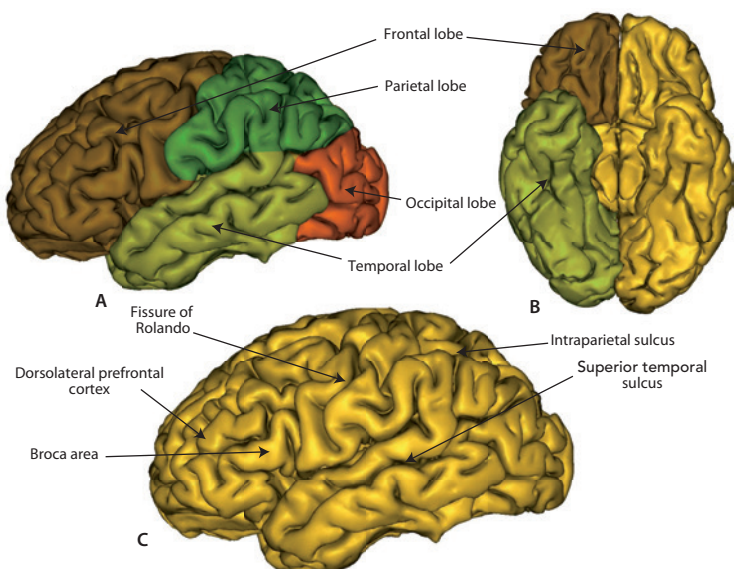 Frontal lobe
Parietal lobe
Occipital lobe
Temporal lobe
A
B
Fissure of
Rolando
Intraparietal sulcus
Superior temporal
sulcus
Dorsolateral prefrontal
cortex
Broca area
C